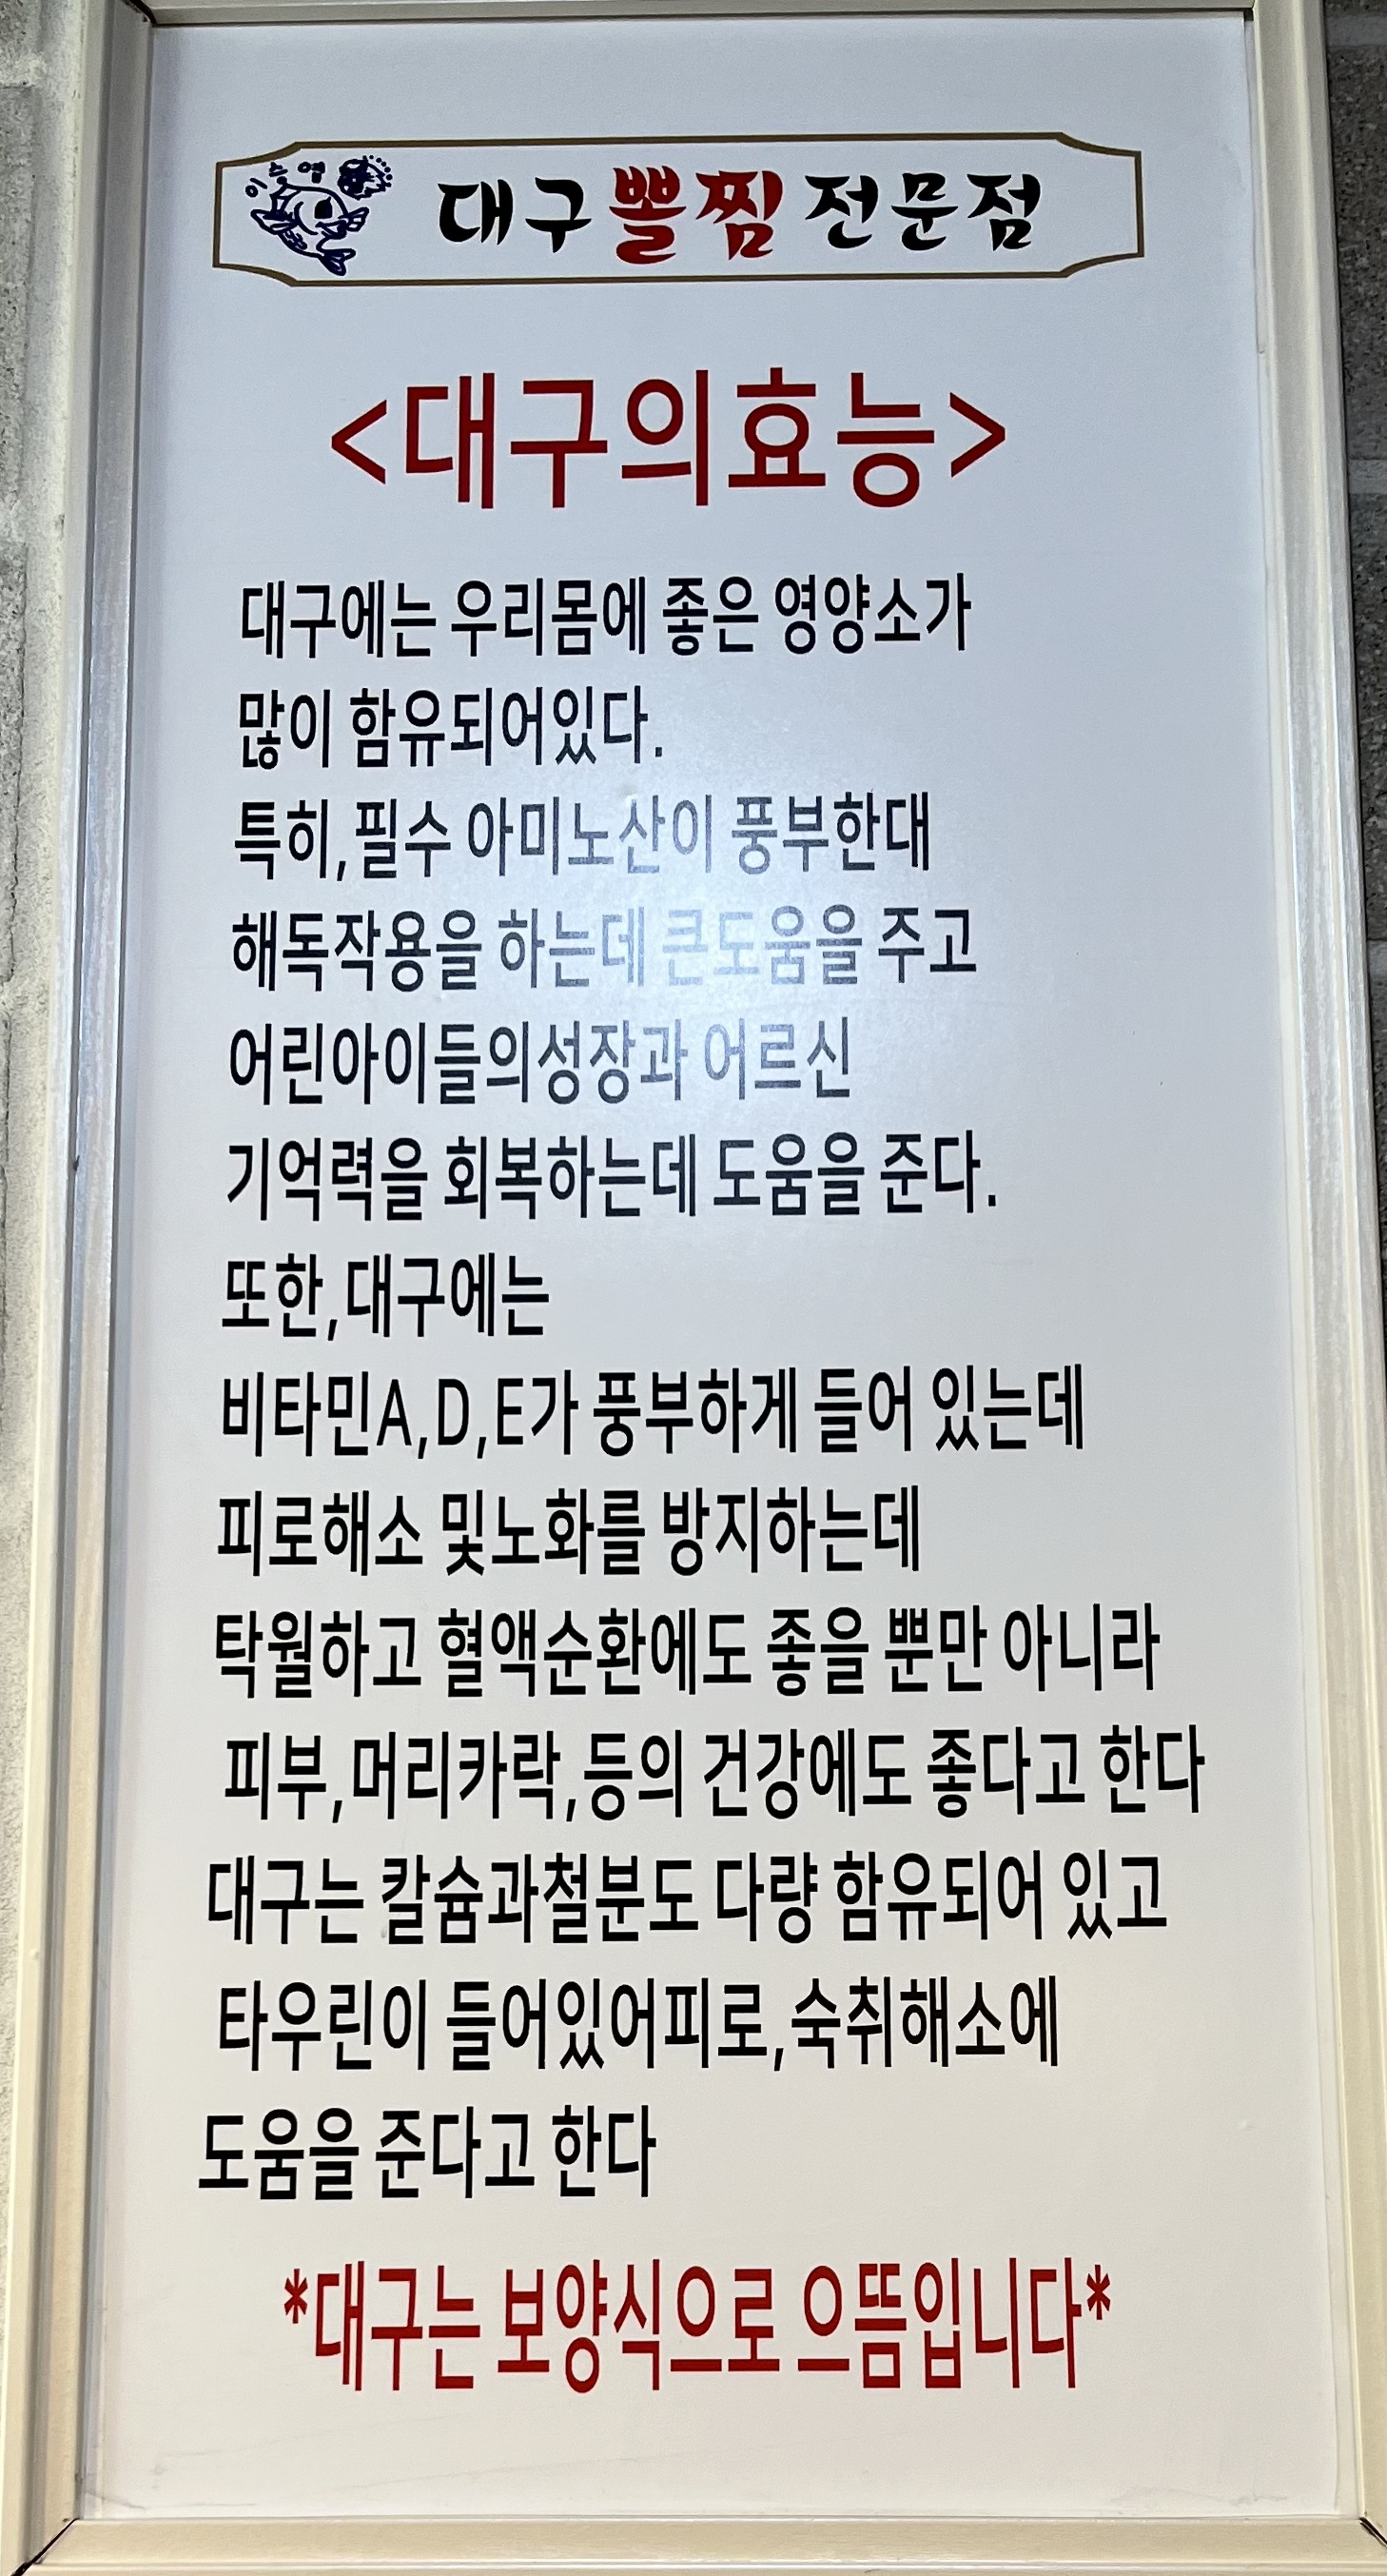 대구뽈찜전문점
<대구의효능>
대구에는 우리몸에 좋은 영양소가
많이 함유되어있다.
특히,필수 아미노산이 풍부한대
해독작용을 하는데 큰도움을 주고
어린아이들의성장과 어르신
기억력을 회복하는데 도움을 준다.
또한,대구에는
비타민A,D,E가 풍부하게 들어 있는데
피로해소 및노화를 방지하는데
탁월하고 혈액순환에도 좋을 뿐만 아니라
피부,머리카락,등의 건강에도 좋다고 한다
대구는 칼슘과철분도 다량 함유되어 있고
타우린이 들어있어피로,숙취해소에
도움을 준다고 한다
*대구는 보양식으로 으뜸입니다*